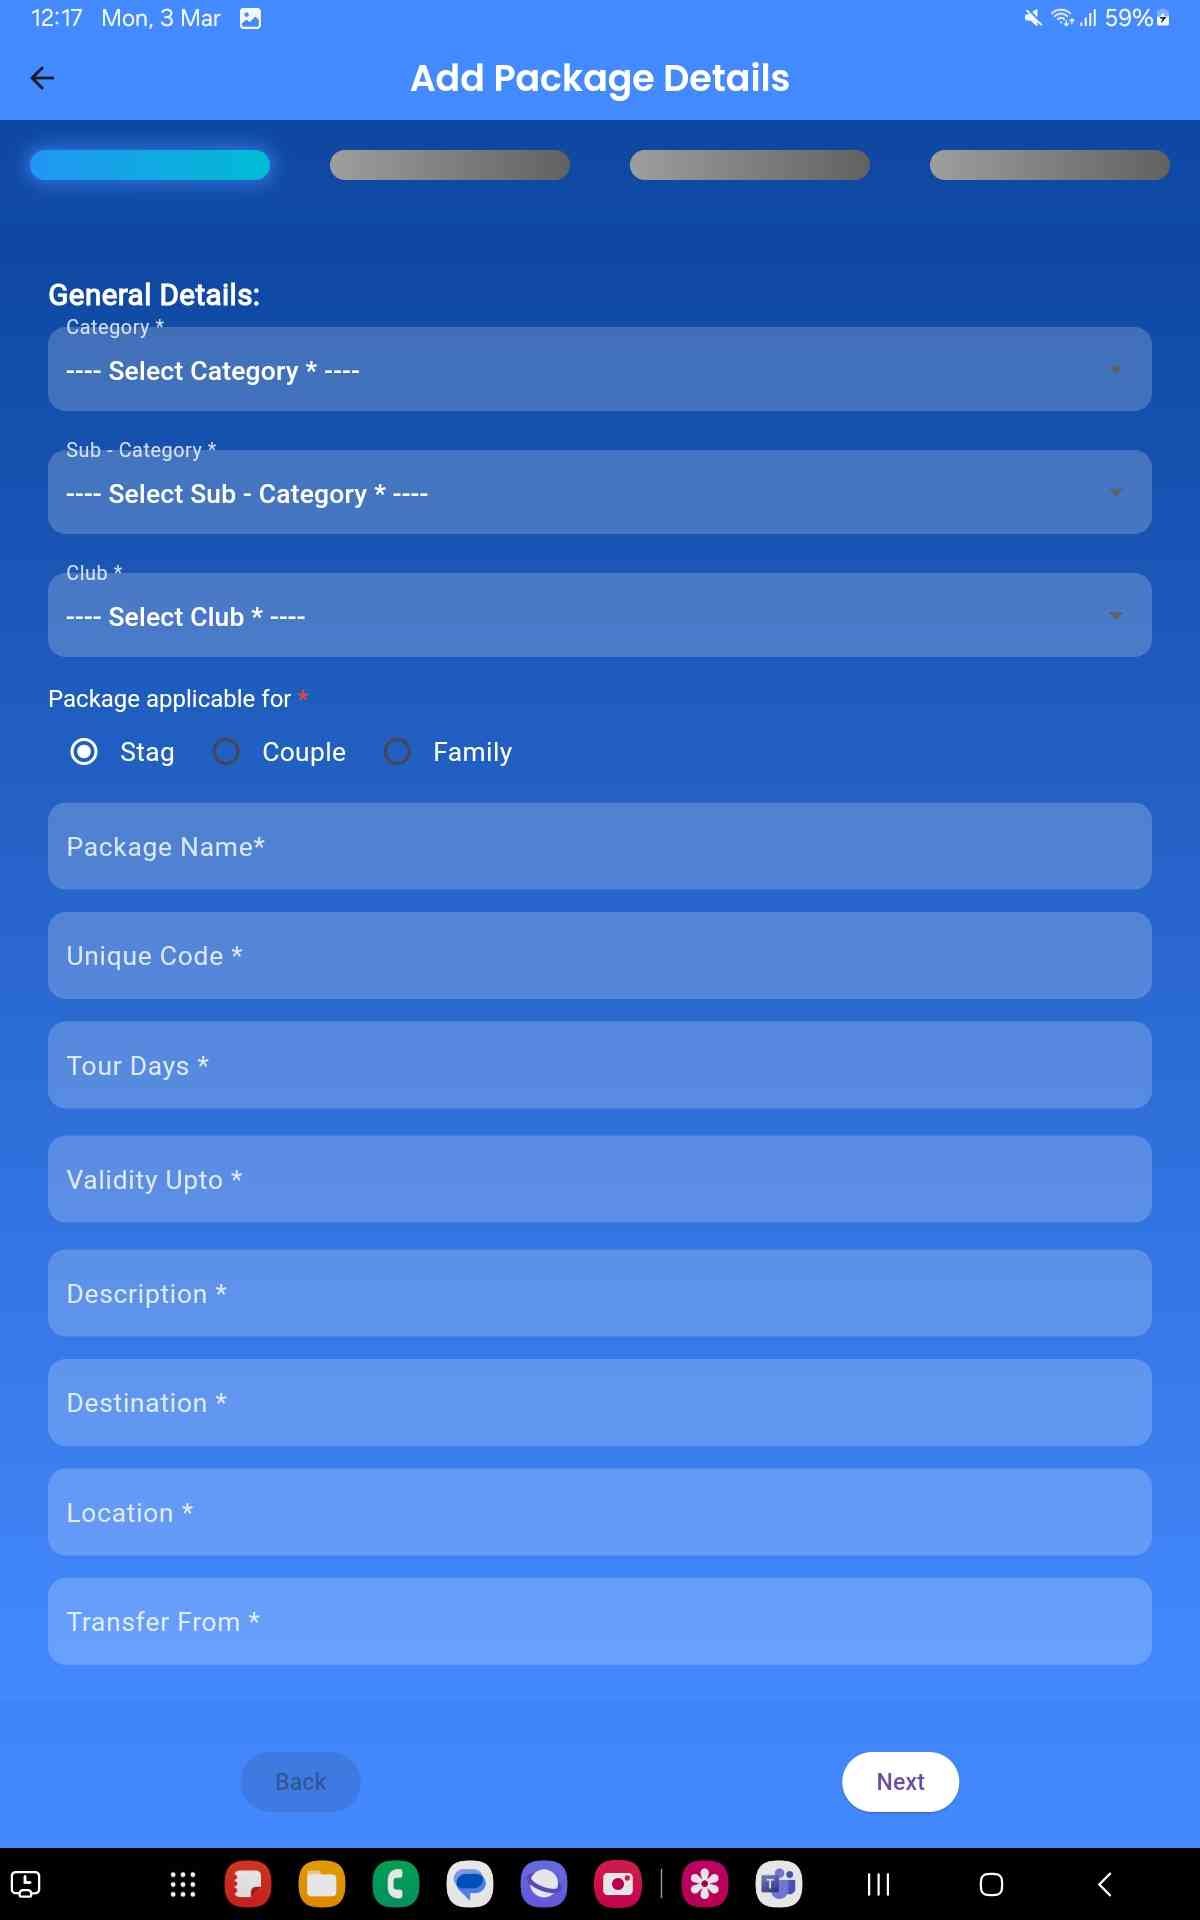 12:17 Mon, 3 Mar 59%
Add Package Details
General Details:
Category *
---- Select Category * ----
Sub - Category *
---- Select Sub - Category * ----
Club *
---- Select Club * ----
Package applicable for *
Stag Couple Family
Package Name*
Unique Code *
Tour Days *
Validity Upto *
Description *
Destination *
Location *
Transfer From *
Back Next
T